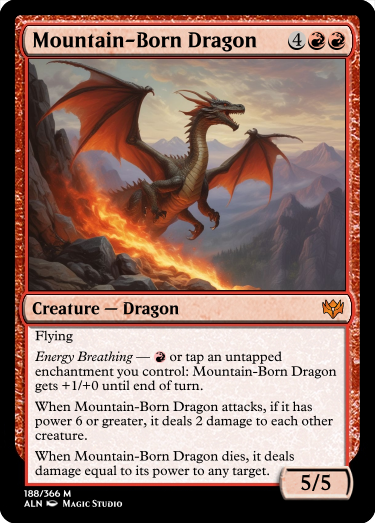 Mountain-Born Dragon 4
Creature — Dragon
Flying
Energy Breathing — or tap an untapped
enchantment you control: Mountain-Born Dragon
gets +1/+0 until end of turn.
When Mountain-Born Dragon attacks, if it has
power 6 or greater, it deals 2 damage to each other
creature.
When Mountain-Born Dragon dies, it deals
damage equal to its power to any target.
5/5
188/366 M
ALN Magic Studio